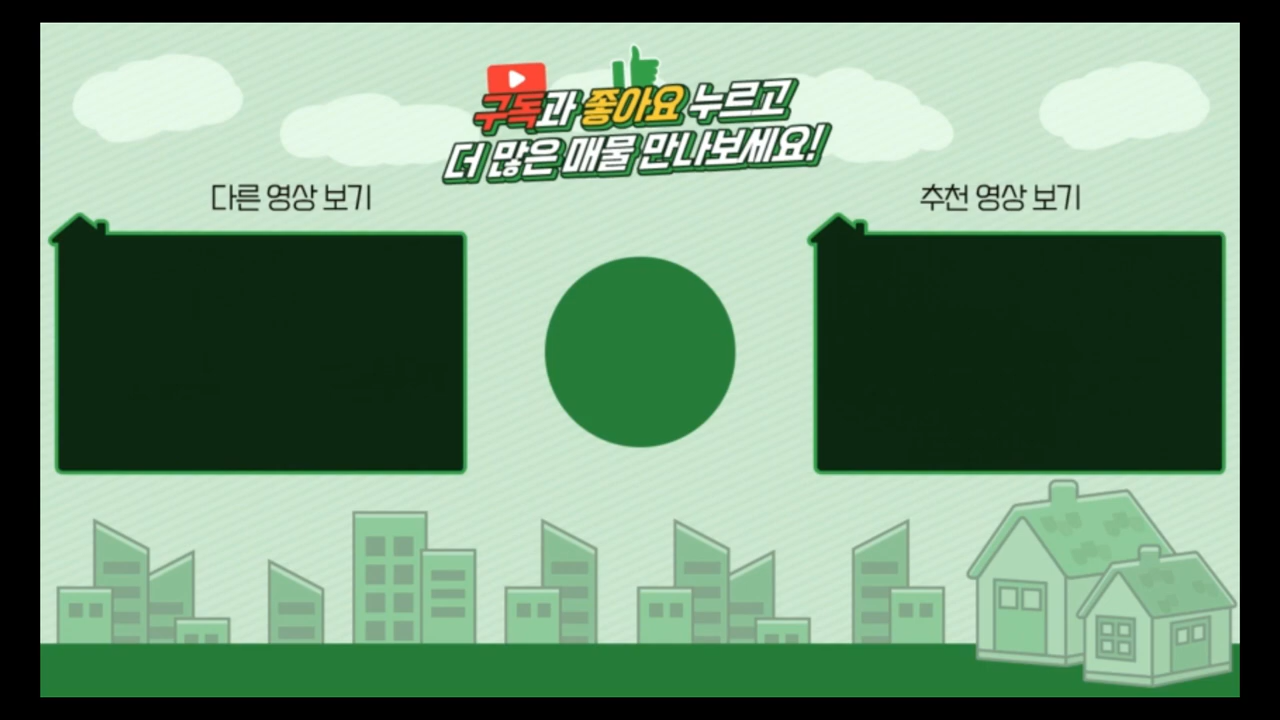 구독과 좋아요 누르고
더 많은 매물 만나보세요!
다른 영상 보기
추천 영상 보기